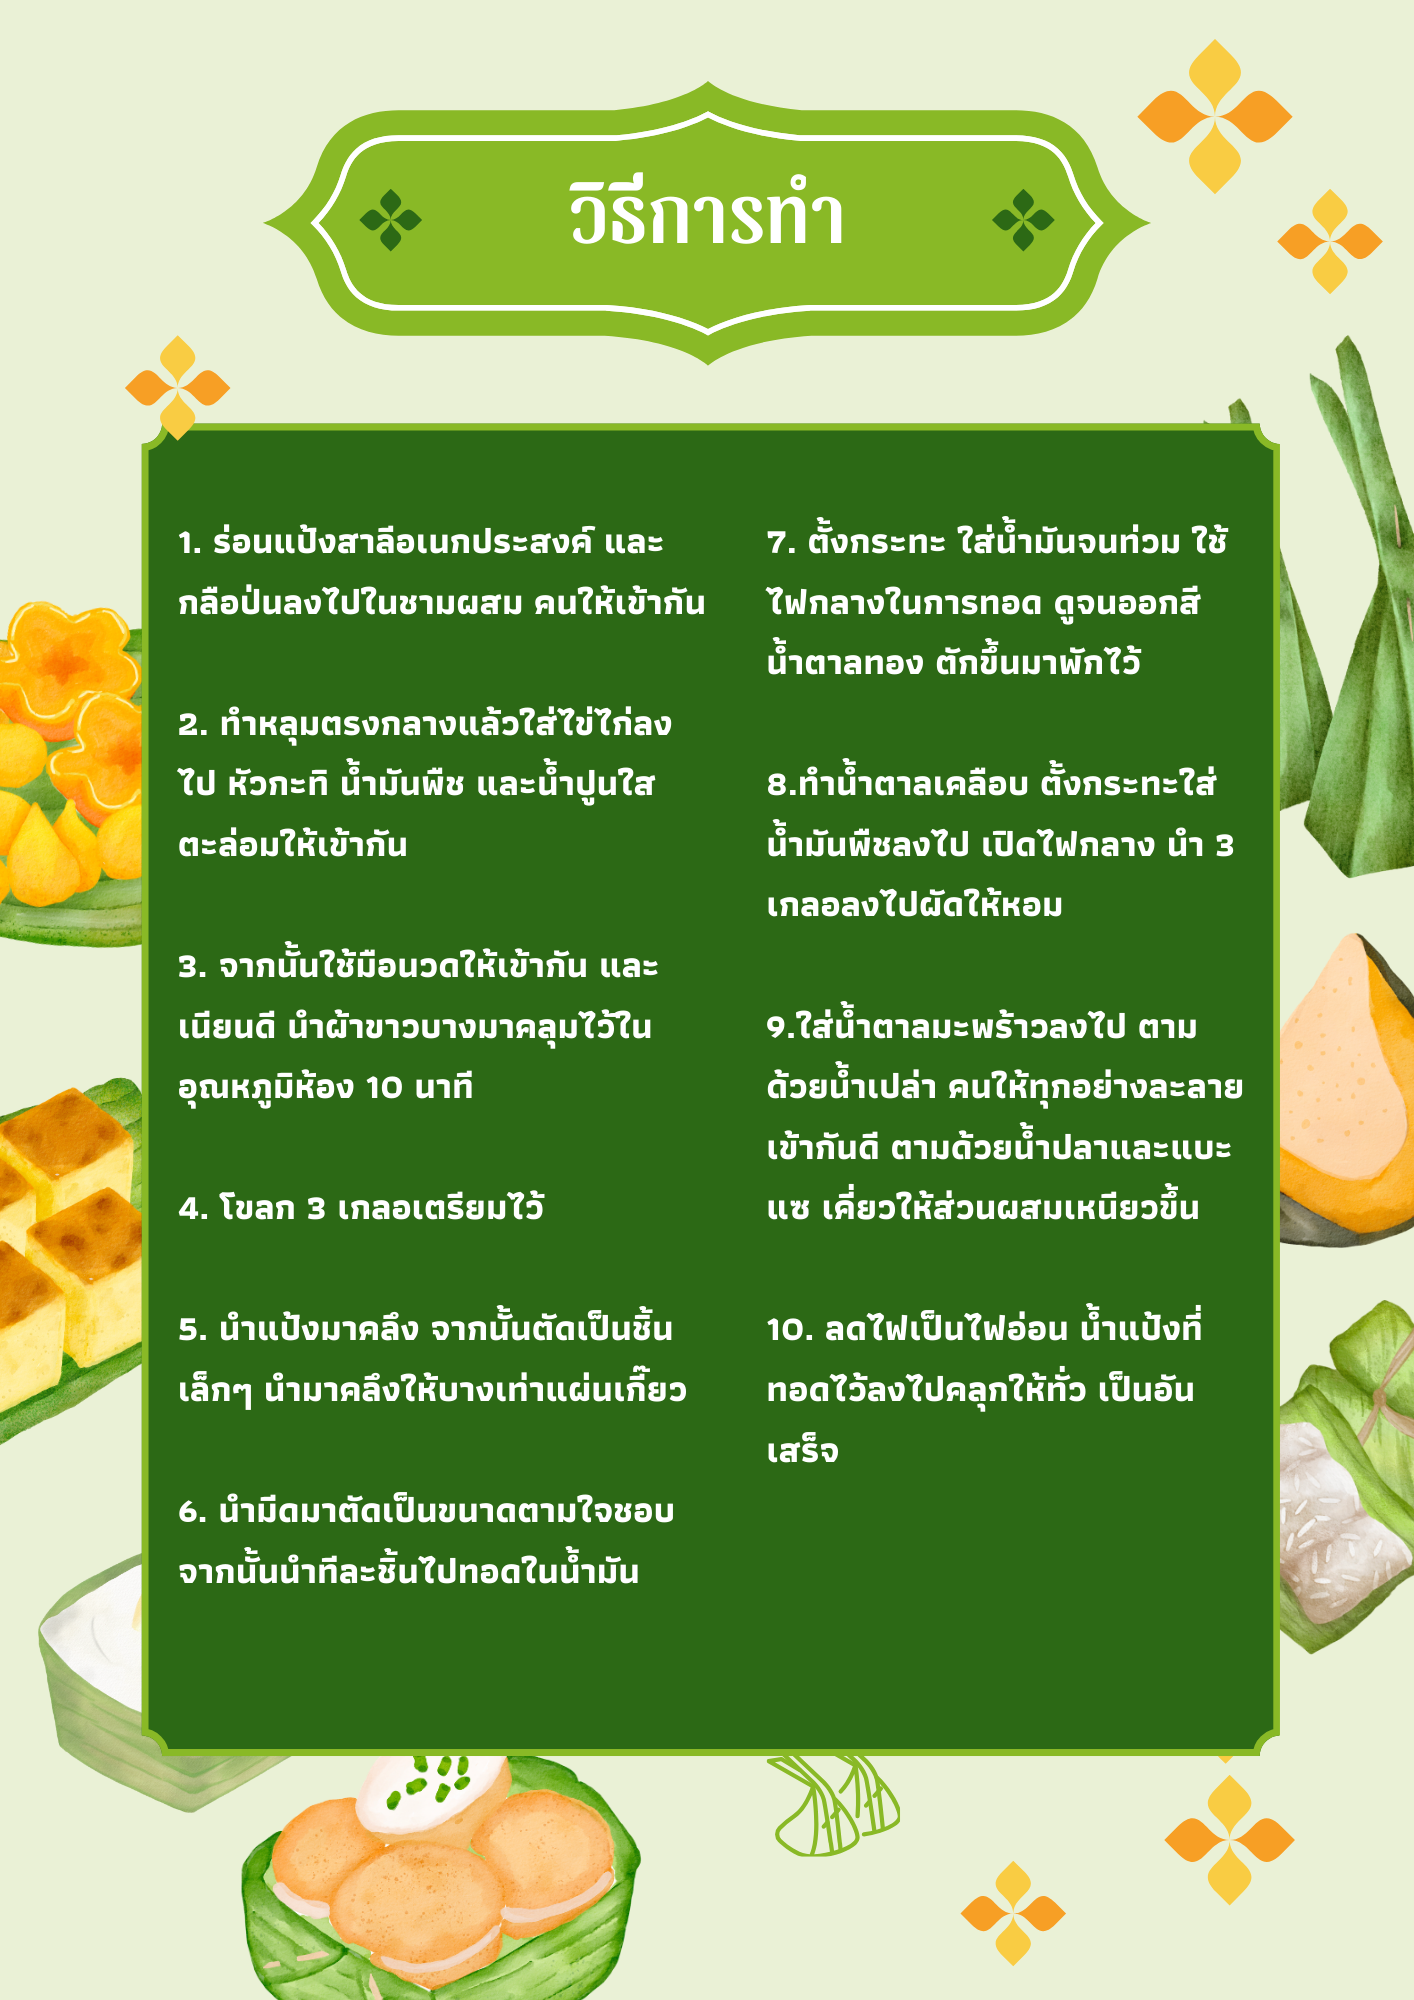 วิธีการทำ
1. ร่อนแป้งสาลีอเนกประสงค์ และ
กลือป่นลงไปในชามผสม คนให้เข้ากัน
2. ทำหลุมตรงกลางแล้วใส่ไข่ไก่ลง
ไป หัวกะทิ น้ำมันพืช และน้ำปูนใส
ตะล่อมให้เข้ากัน
3. จากนั้นใช้มือนวดให้เข้ากัน และ
เนียนดี นำผ้าขาวบางมาคลุมไว้ใน
อุณหภูมิห้อง 10 นาที
4. โขลก 3 เกลอเตรียมไว้
5. นำแป้งมาคลึง จากนั้นตัดเป็นชิ้น
เล็กๆ นำมาคลึงให้บางเท่าแผ่นเกี๊ยว
6. นำมีดมาตัดเป็นขนาดตามใจชอบ
จากนั้นนำทีละชิ้นไปทอดในน้ำมัน
7. ตั้งกระทะ ใส่น้ำมันจนท่วม ใช้
ไฟกลางในการทอด ดูจนออกสี
น้ำตาลทอง ตักขึ้นมาพักไว้
8.ทำน้ำตาลเคลือบ ตั้งกระทะใส่
น้ำมันพืชลงไป เปิดไฟกลาง นำ 3
เกลอลงไปผัดให้หอม
9.ใส่น้ำตาลมะพร้าวลงไป ตาม
ด้วยน้ำเปล่า คนให้ทุกอย่างละลาย
เข้ากันดี ตามด้วยน้ำปลาและแบะ
แซ เคี่ยวให้ส่วนผสมเหนียวขึ้น
10. ลดไฟเป็นไฟอ่อน น้ำแป้งที่
ทอดไว้ลงไปคลุกให้ทั่ว เป็นอัน
เสร็จ